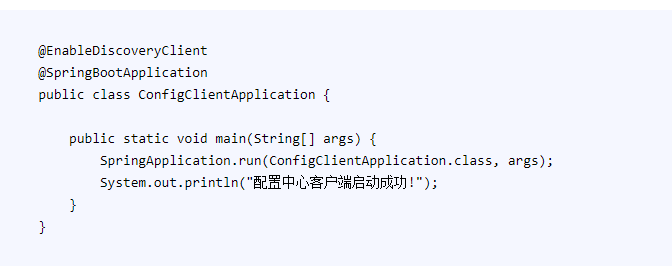 @EnableDiscoveryClient
@SpringBootApplication
public class ConfigClientApplication {
    public static void main(String[] args) {
        SpringApplication.run(ConfigClientApplication.class, args);
        System.out.println("配置中心客户端启动成功!");
    }
}